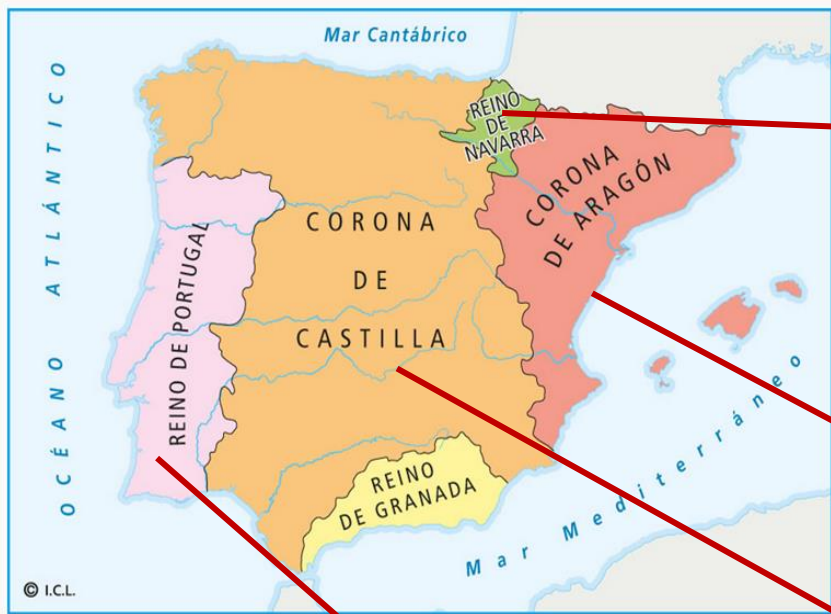 Mar Cantábrico
OCÉANO ATLÁNTICO
REINO
DE
NAVARRA
CORONA
DE ARAGÓN
CORONA
DE
CASTILLA
REINO DE PORTUGAL
REINO
DE GRANADA
Mar Mediterráneo
© I.C.L.